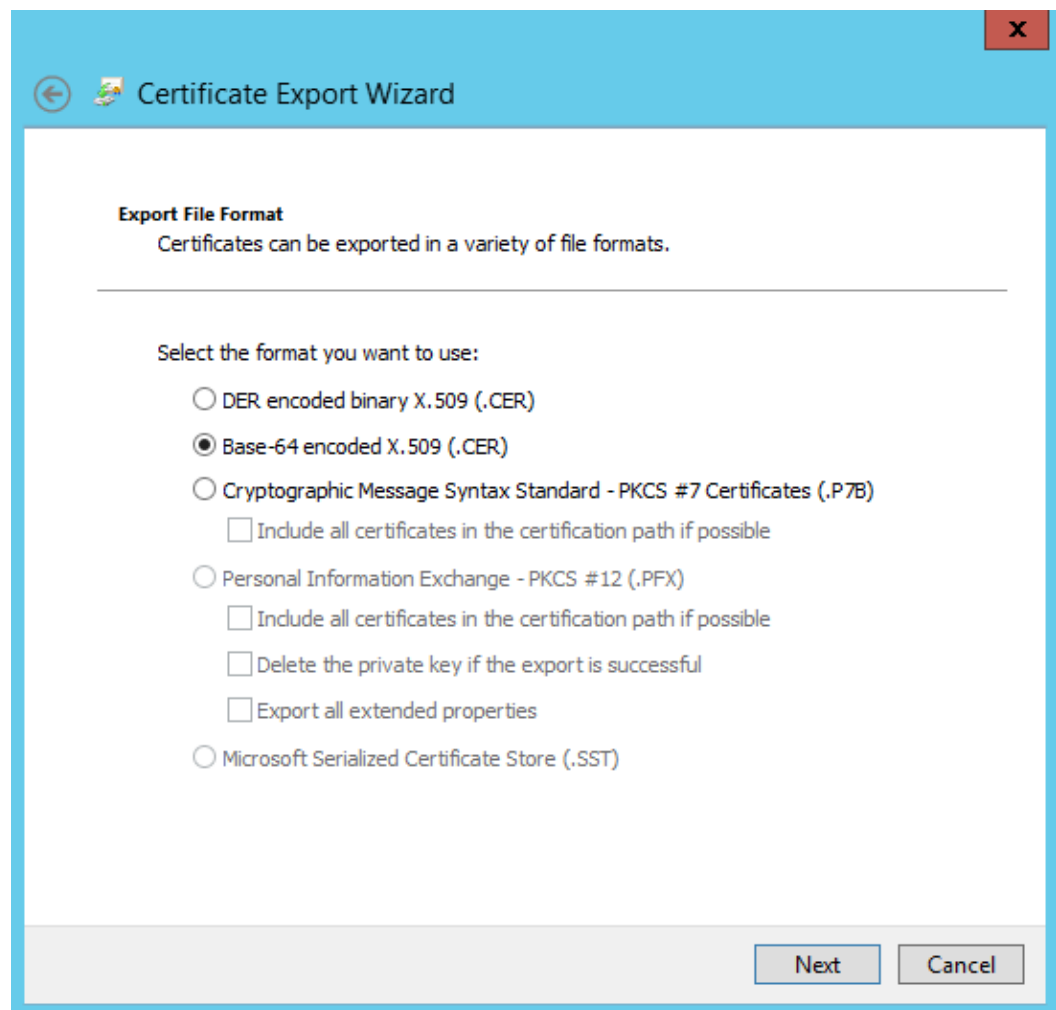 x
Certificate Export Wizard
Export File Format
Certificates can be exported in a variety of file formats.
Select the format you want to use:
DER encoded binary X.509 (.CER)
Base-64 encoded X.509 (.CER)
Cryptographic Message Syntax Standard - PKCS #7 Certificates (.P7B)
Include all certificates in the certification path if possible
Personal Information Exchange - PKCS #12 (.PFX)
Include all certificates in the certification path if possible
Delete the private key if the export is successful
Export all extended properties
Microsoft Serialized Certificate Store (.SST)
Next Cancel